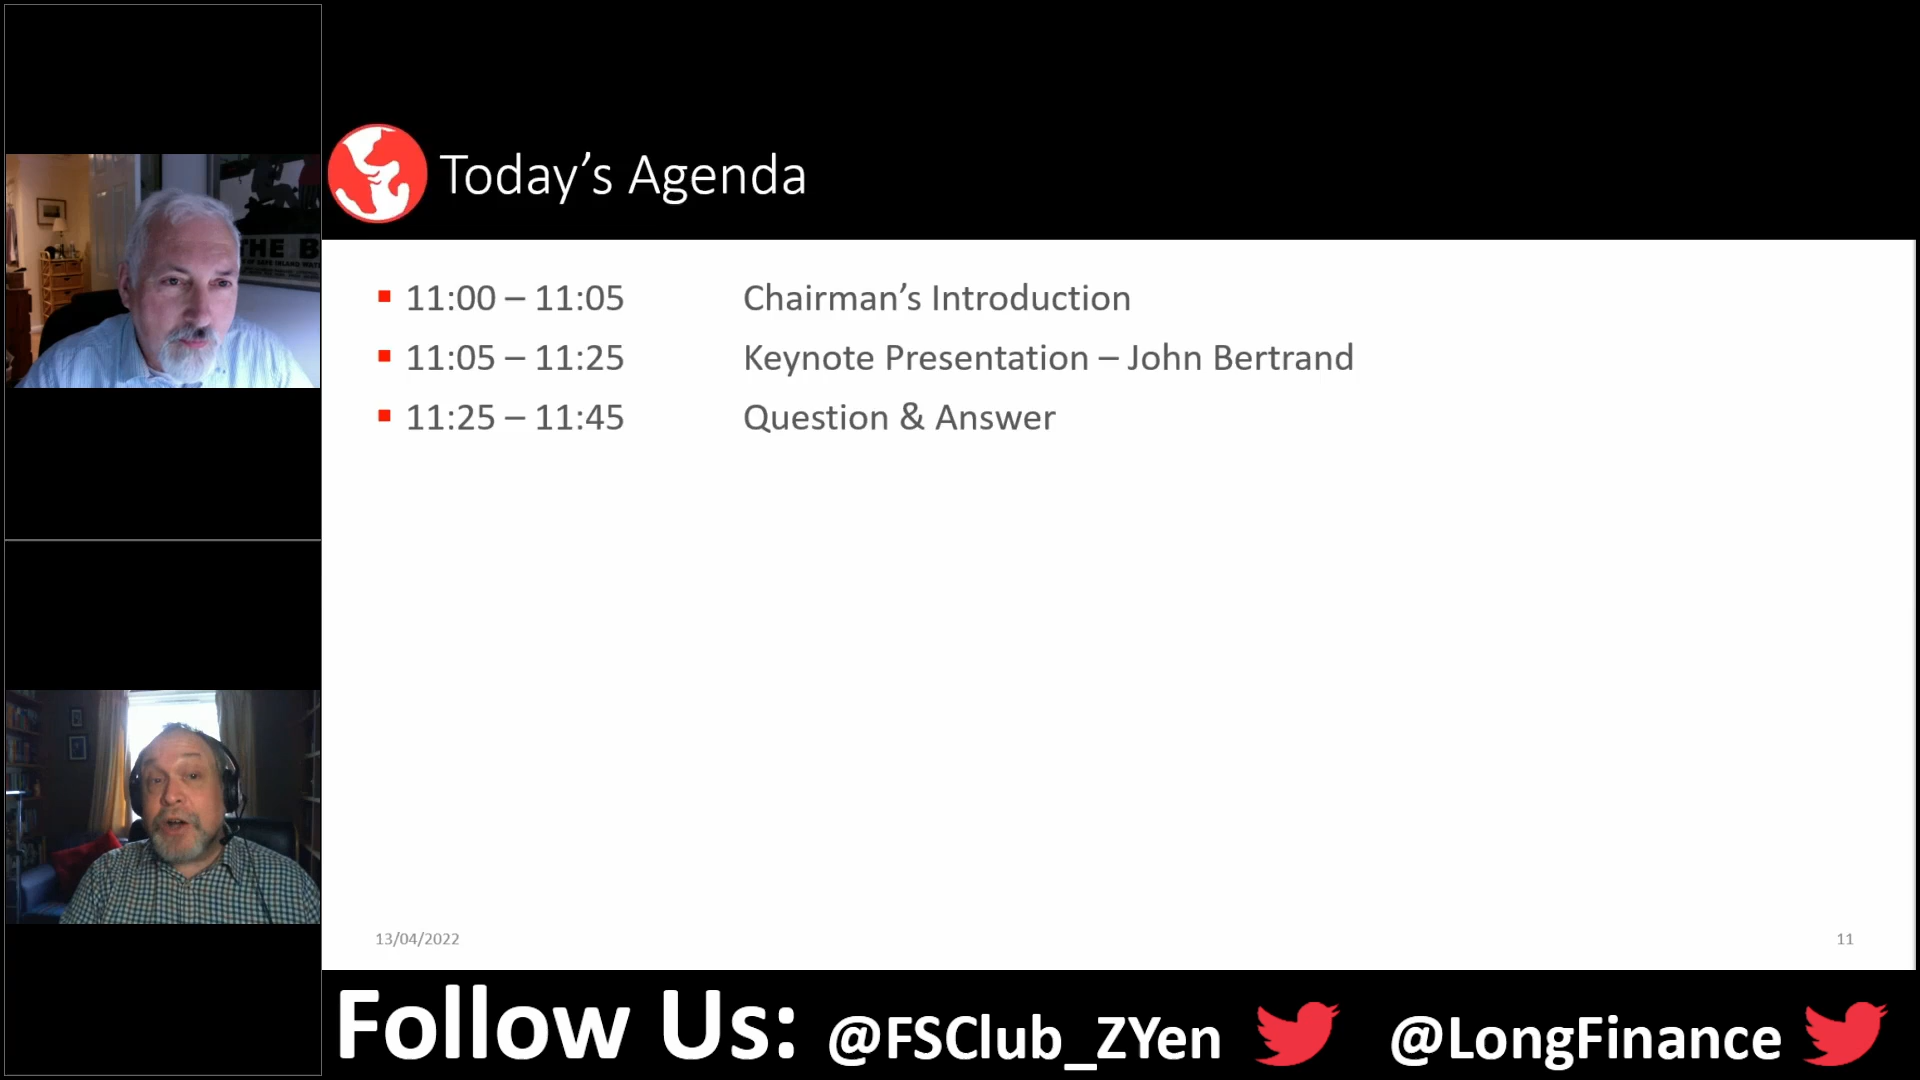 THE B
Today’s Agenda
11:00 – 11:05 Chairman’s Introduction
11:05 – 11:25 Keynote Presentation – John Bertrand
11:25 – 11:45 Question & Answer
13/04/2022
11
Follow Us: @FSClub_ZYen @LongFinance